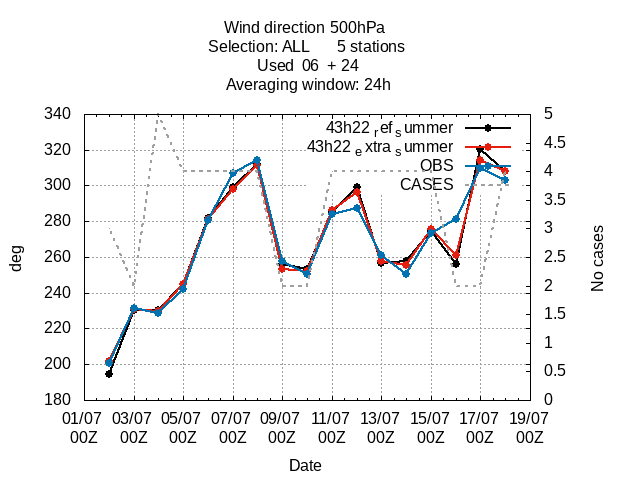 Wind direction 500hPa
Selection: ALL 5 stations
Used 06 + 24
Averaging window: 24h
340 5
320 4.5
300 4
280 3.5
260 3
240 2.5
220 2
200 1.5
180 1
0.5
0
43h22 refsummer
43h22 extrasummer
OBS
CASES
deg
No cases
01/07 03/07 05/07 07/07 09/07 11/07 13/07 15/07 17/07 19/07
00Z 00Z 00Z 00Z 00Z 00Z 00Z 00Z 00Z 00Z
Date